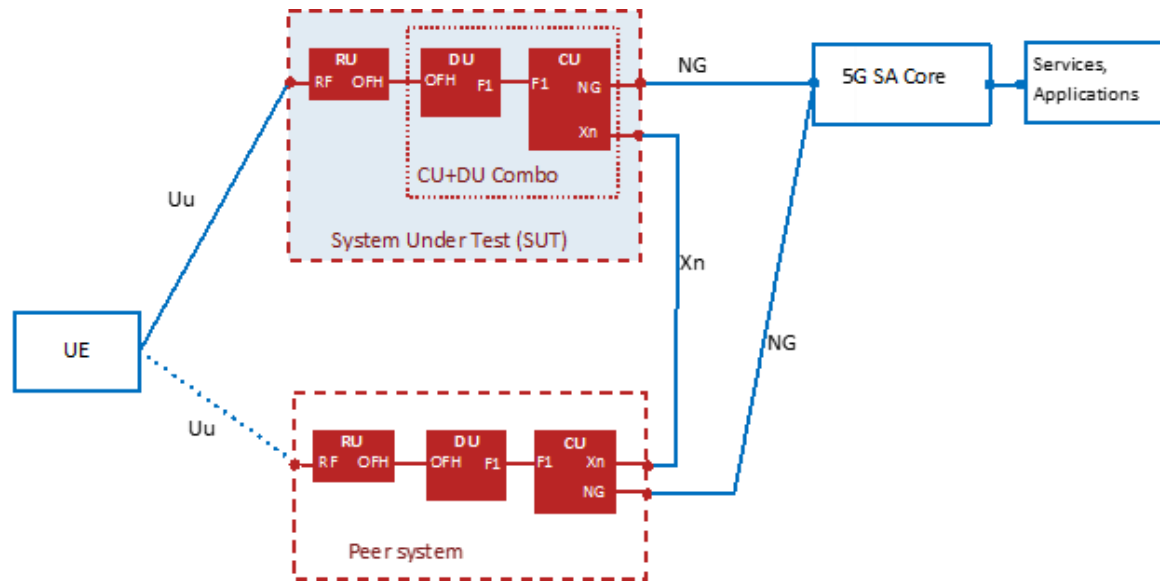 RU
RF OFH
DU
OFH
F1
CU
F1
NG
Xn
CU+DU Combo
System Under Test (SUT)
NG
5G SA Core
Services,
Applications
Uu
Xn
UE
NG
Uu
RU
RF OFH
DU
OFH F1
CU
F1 Xn
NG
Peer system